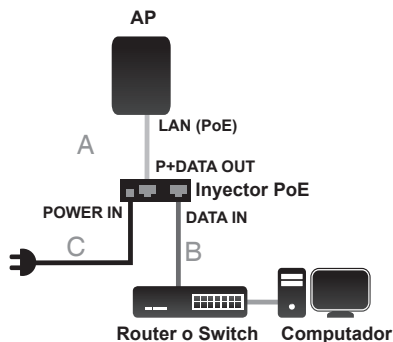 AP
LAN (PoE)
A
P+DATA OUT
Inyector PoE
POWER IN
DATA IN
C
B
Router o Switch
Computador